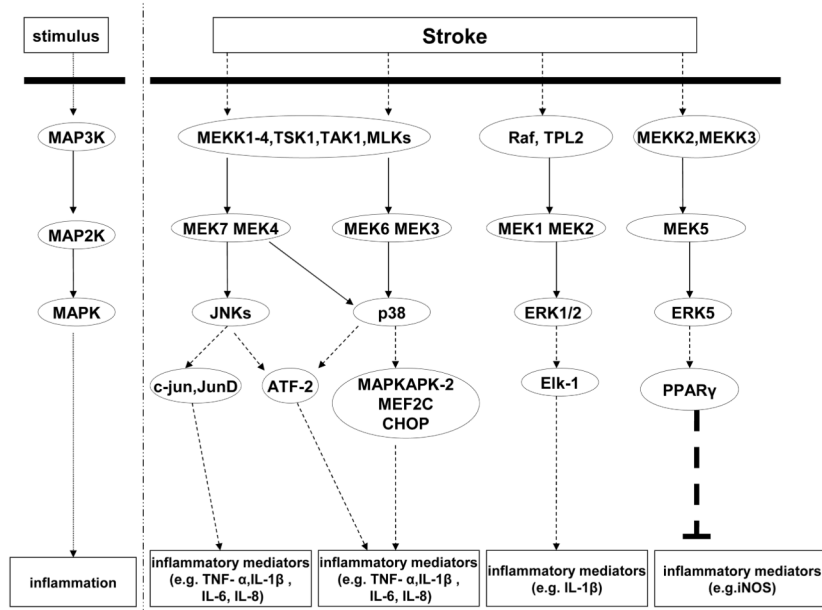 stimulus
Stroke
MAP3K
MEKK1-4,TSK1,TAK1,MLKs
Raf, TPL2
MEKK2,MEKK3
MAP2K
MEK7 MEK4
MEK6 MEK3
MEK1 MEK2
MEK5
MAPK
JNKs
p38
ERK1/2
ERK5
c-jun,JunD
ATF-2
MAPKAPK-2
MEF2C
CHOP
Elk-1
PPARγ
inflammation
inflammatory mediators
(e.g. TNF- α,IL-1β ,
IL-6, IL-8)
inflammatory mediators
(e.g. TNF- α,IL-1β ,
IL-6, IL-8)
inflammatory mediators
(e.g. IL-1β)
inflammatory mediators
(e.g.iNOS)